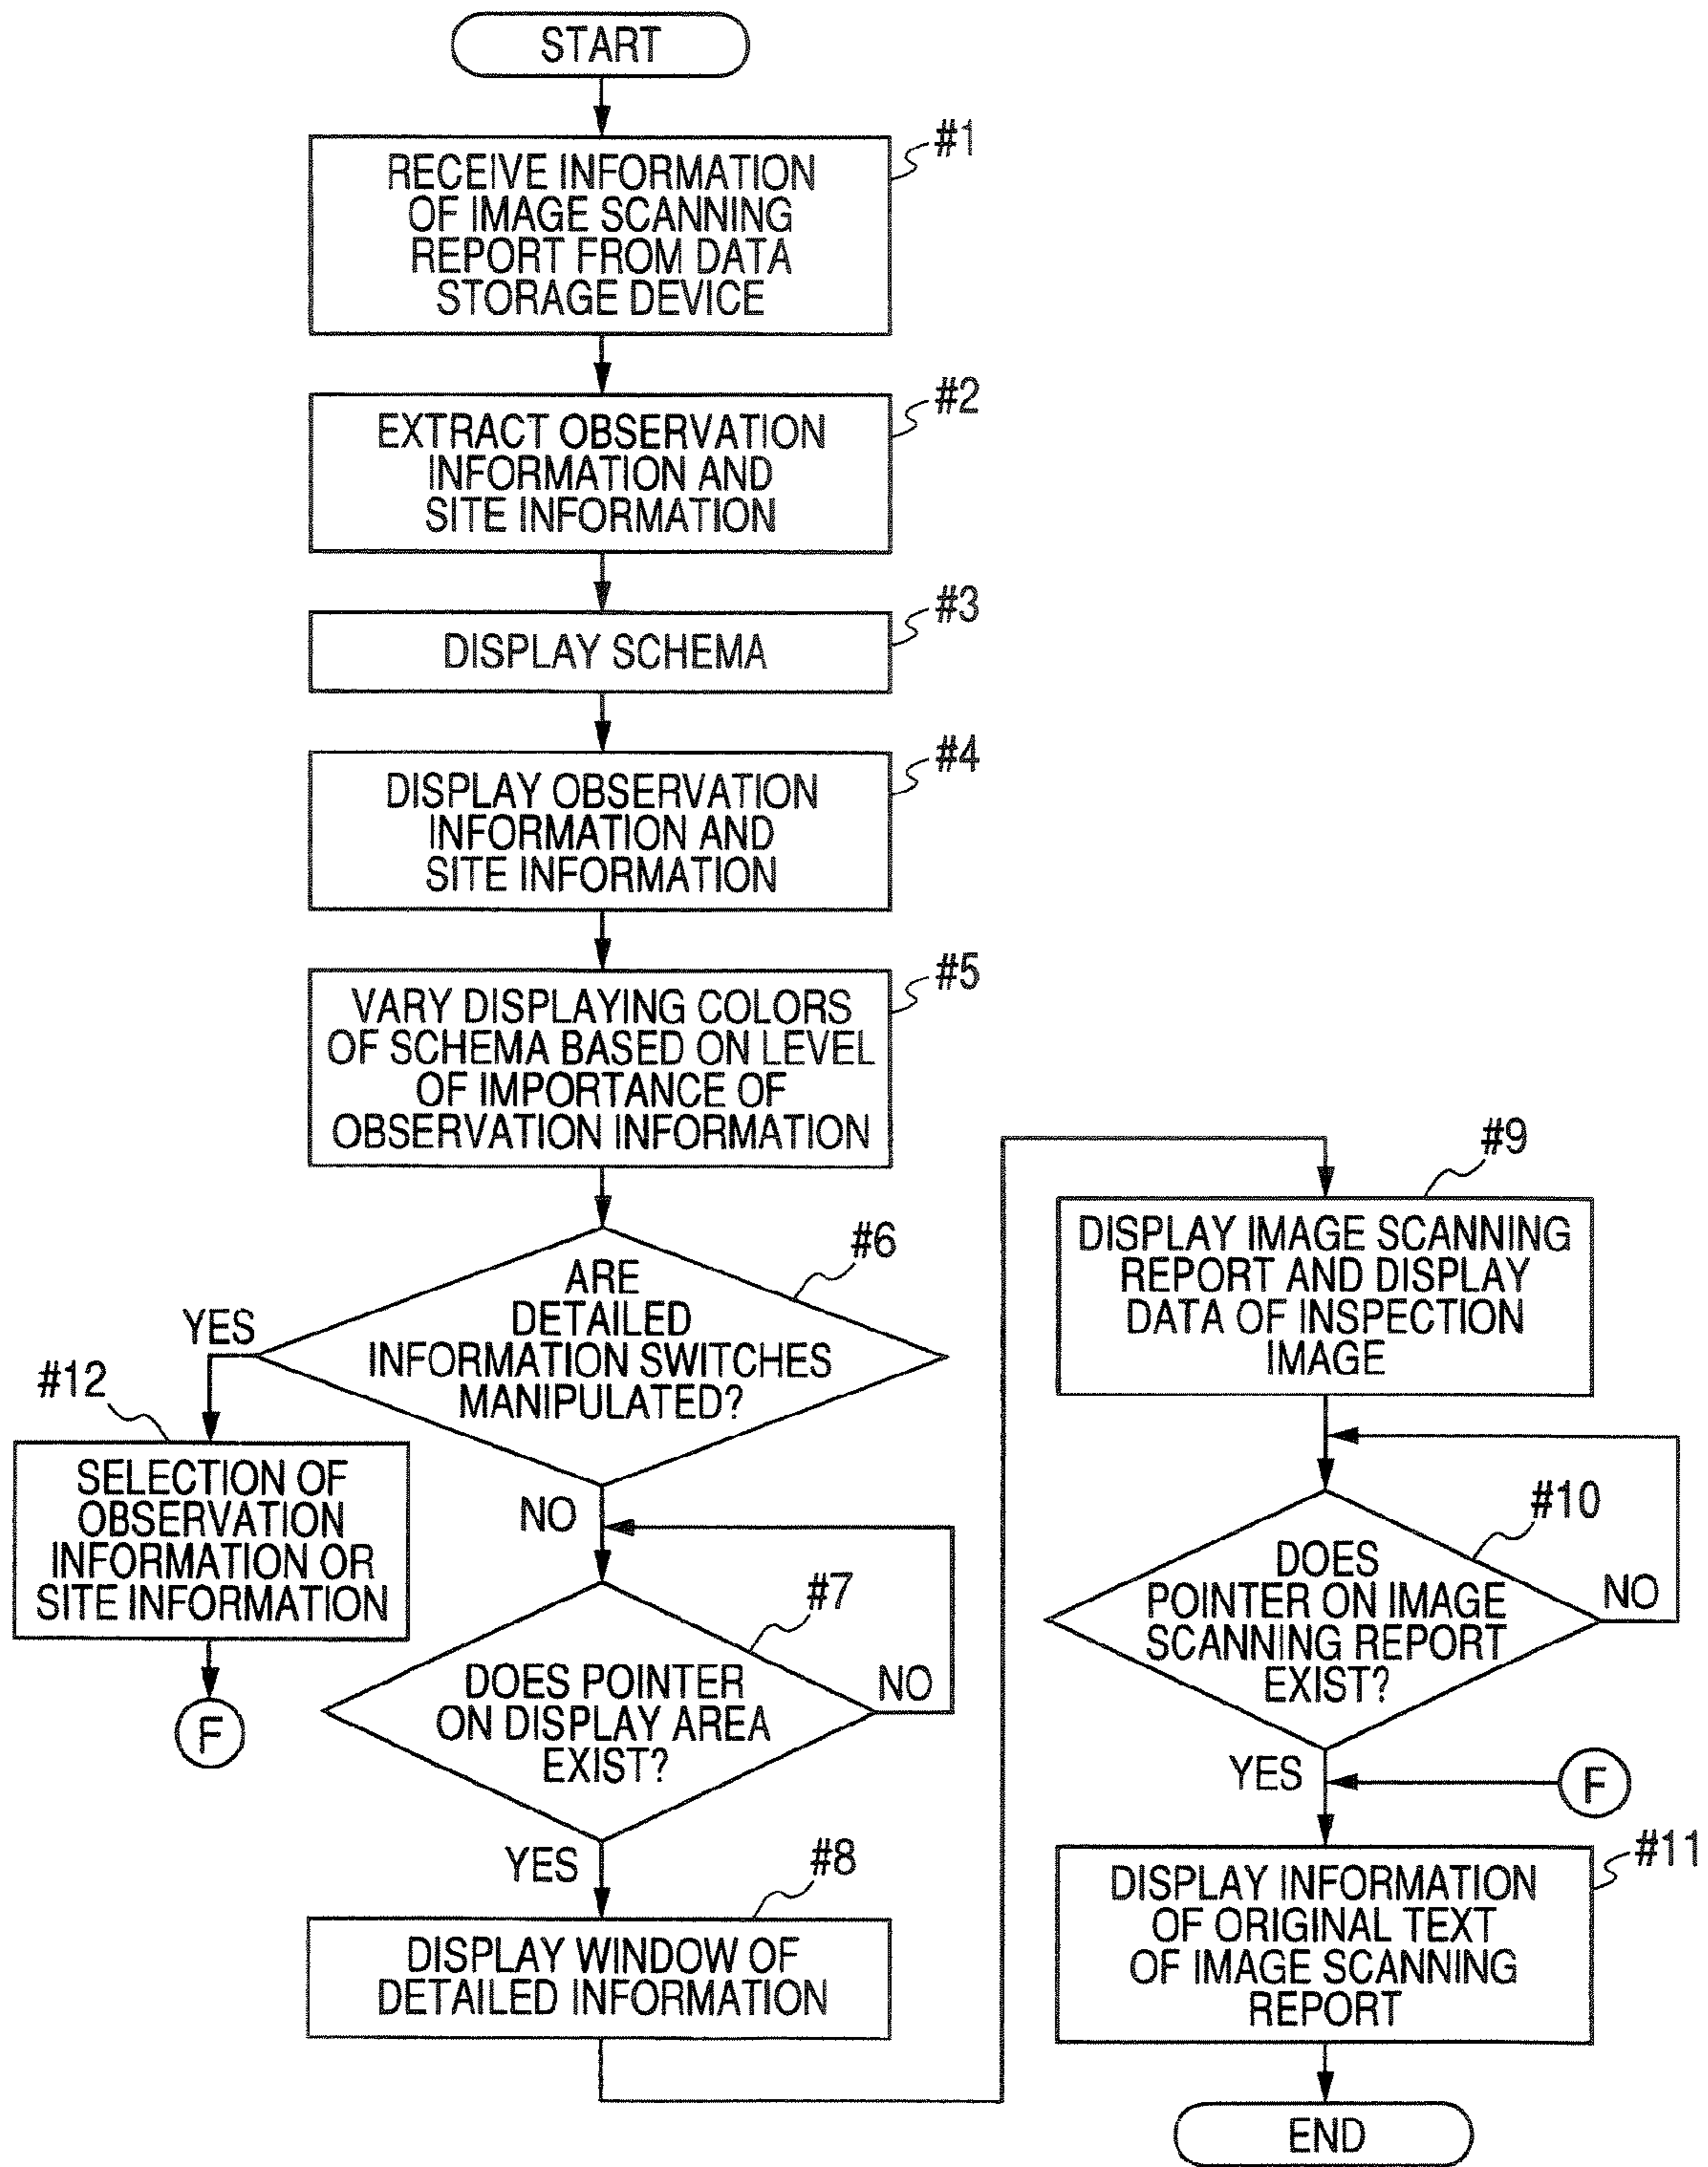 START
#1
RECEIVE INFORMATION
OF IMAGE SCANNING
REPORT FROM DATA
STORAGE DEVICE
#2
EXTRACT OBSERVATION
INFORMATION AND
SITE INFORMATION
#3
DISPLAY SCHEMA
#4
DISPLAY OBSERVATION
INFORMATION AND
SITE INFORMATION
#5
VARY DISPLAYING COLORS
OF SCHEMA BASED ON LEVEL
OF IMPORTANCE OF
OBSERVATION INFORMATION
#6
ARE
DETAILED
INFORMATION SWITCHES
MANIPULATED?
YES
#12
SELECTION OF
OBSERVATION
INFORMATION OR
SITE INFORMATION
F
NO
#7
DOES POINTER
ON DISPLAY AREA
EXIST?
NO
YES
#8
DISPLAY WINDOW OF
DETAILED INFORMATION
#9
DISPLAY IMAGE SCANNING
REPORT AND DISPLAY
DATA OF INSPECTION
IMAGE
#10
DOES
POINTER ON IMAGE
SCANNING REPORT
EXIST?
NO
YES
F
#11
DISPLAY INFORMATION
OF ORIGINAL TEXT
OF IMAGE SCANNING
REPORT
END